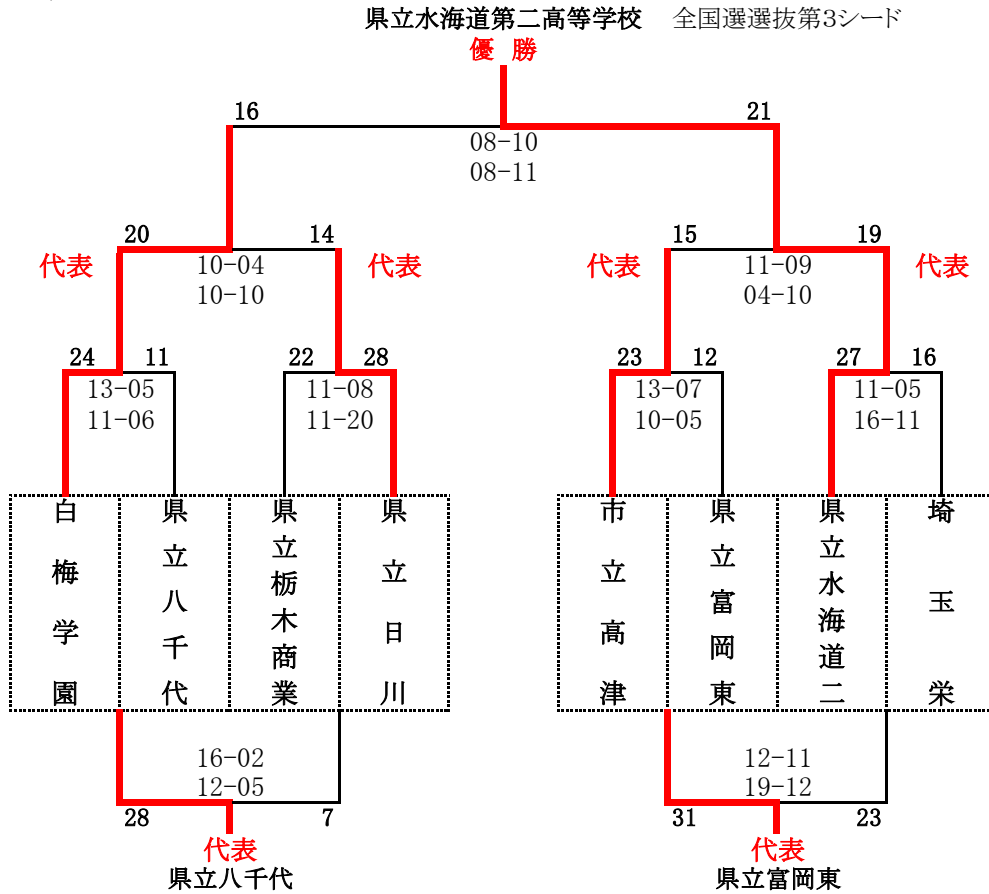 県立水海道第二高等学校 全国選選抜第3シード
優 勝
16 21
08-10
08-11
20 14 15 19
代表 代表 代表 代表
10-04 11-09
10-10 04-10
24 11 22 28 23 12 27 16
13-05 11-08 13-07 11-05
11-06 11-20 10-05 16-11
白梅学園
県立八千代
県立栃木商業
県立日川
市立高津
県立富岡東
県立水海道二
埼玉栄
16-02 12-11
12-05 19-12
28 7 31 23
代表 代表
県立八千代 県立富岡東